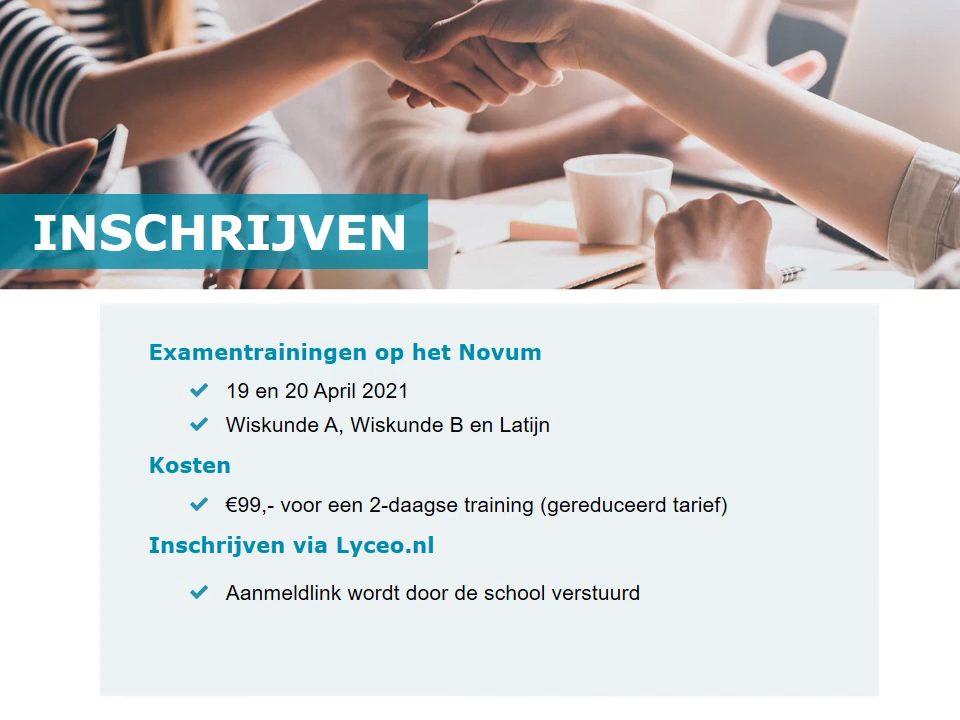 INSCHRIJVEN
Examentrainingen op het Novum
19 en 20 April 2021
Wiskunde A, Wiskunde B en Latijn
Kosten
€99,- voor een 2-daagse training (gereduceerd tarief)
Inschrijven via Lyceo.nl
Aanmeldlink wordt door de school verstuurd